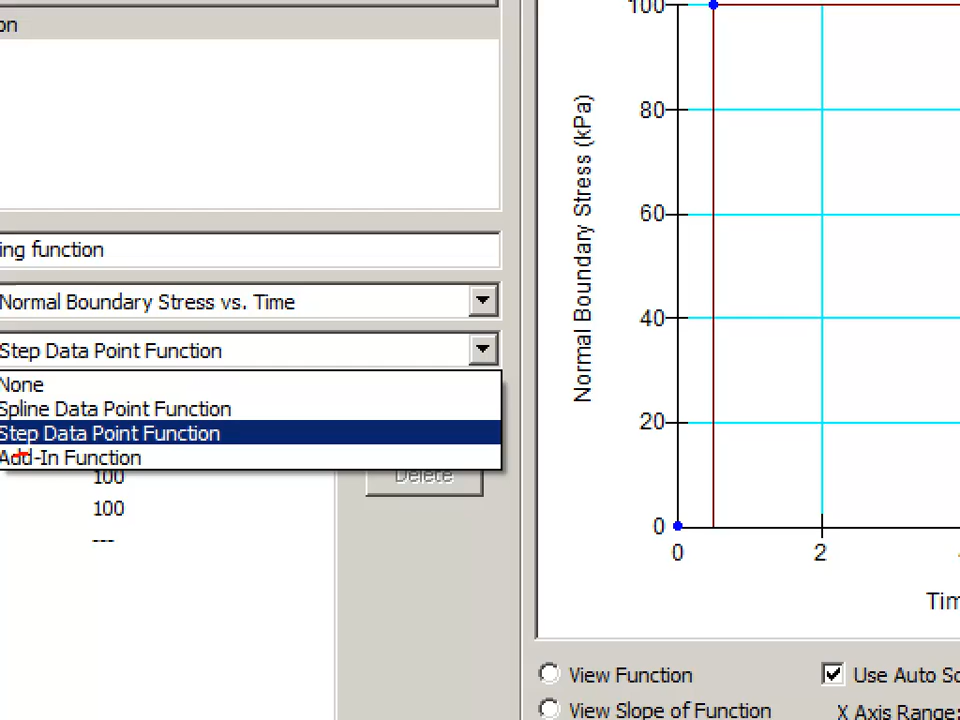 on
ing function
Normal Boundary Stress vs. Time
Step Data Point Function
None
Spline Data Point Function
Step Data Point Function
Add-In Function
100
100
---
Delete
100
80
60
40
20
0
Normal Boundary Stress (kPa)
0
2
Tim
View Function
Use Auto Sc
View Slope of Function
X Axis Range: